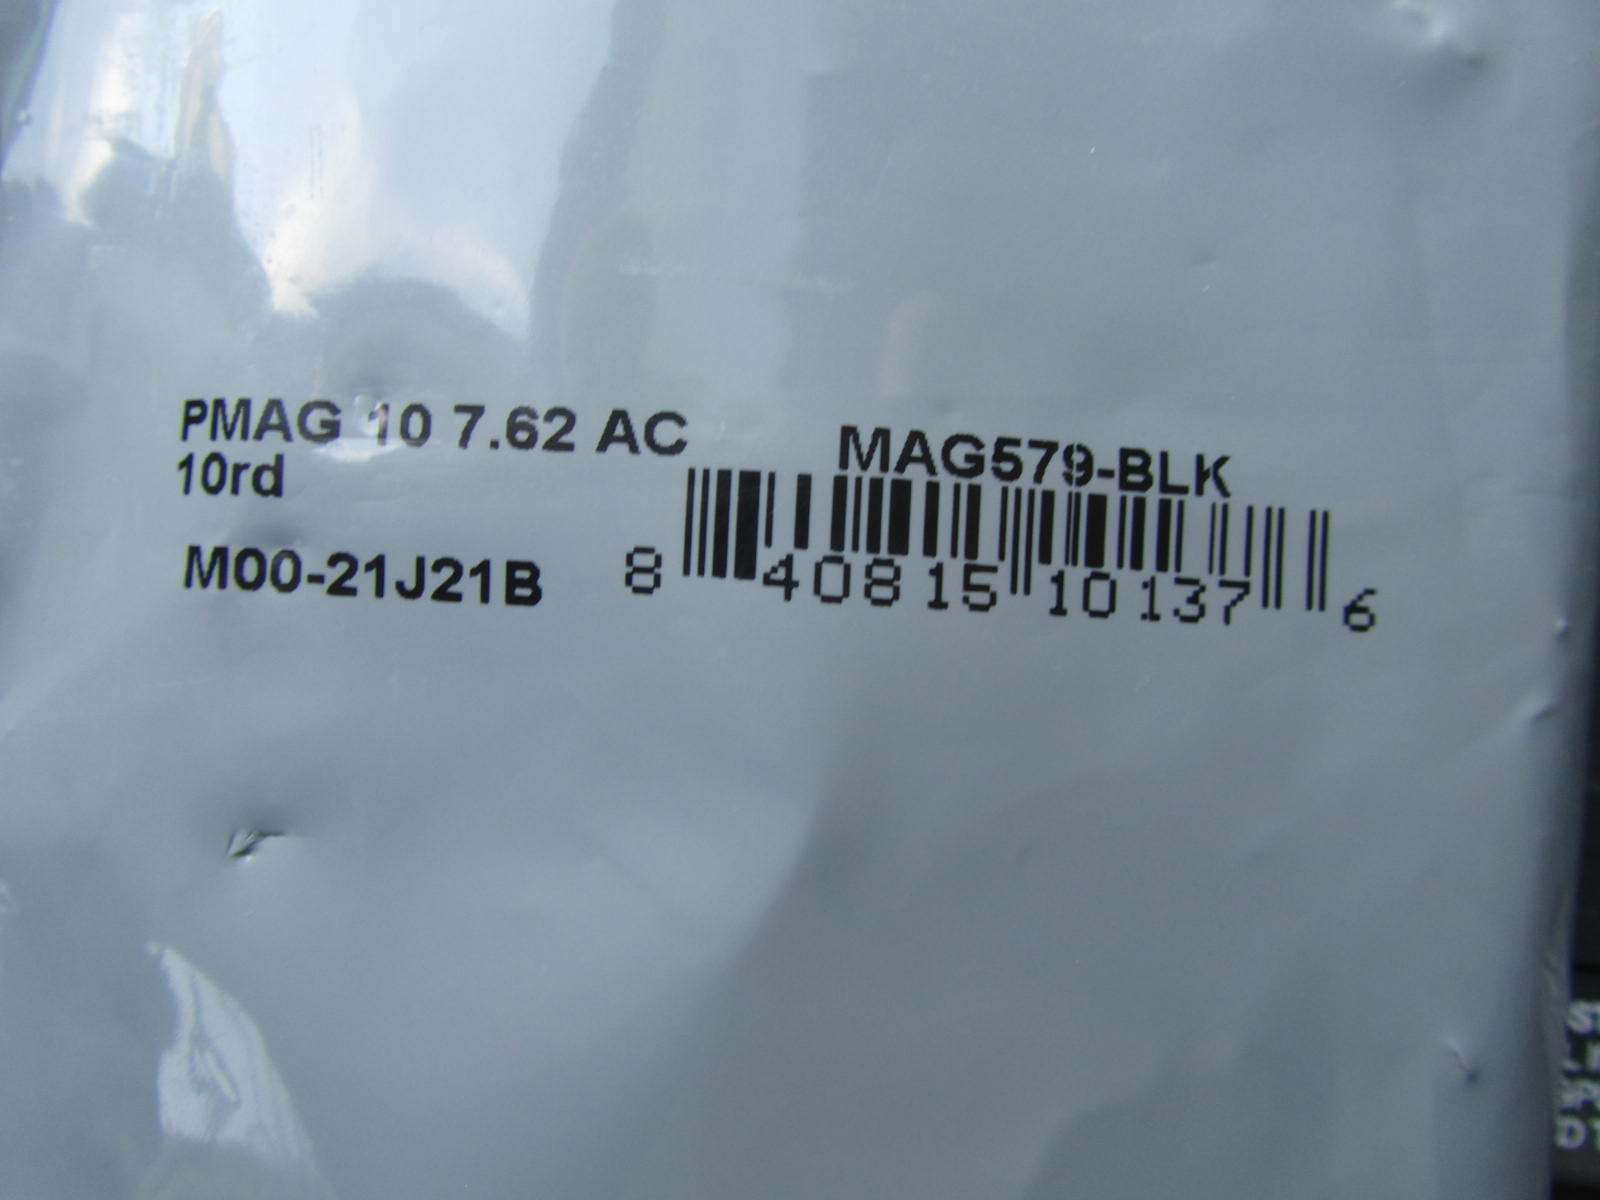 PMAG 10 7.62 AC
10rd
M00-21J21B
MAG579-BLK
8 40815 10137 6